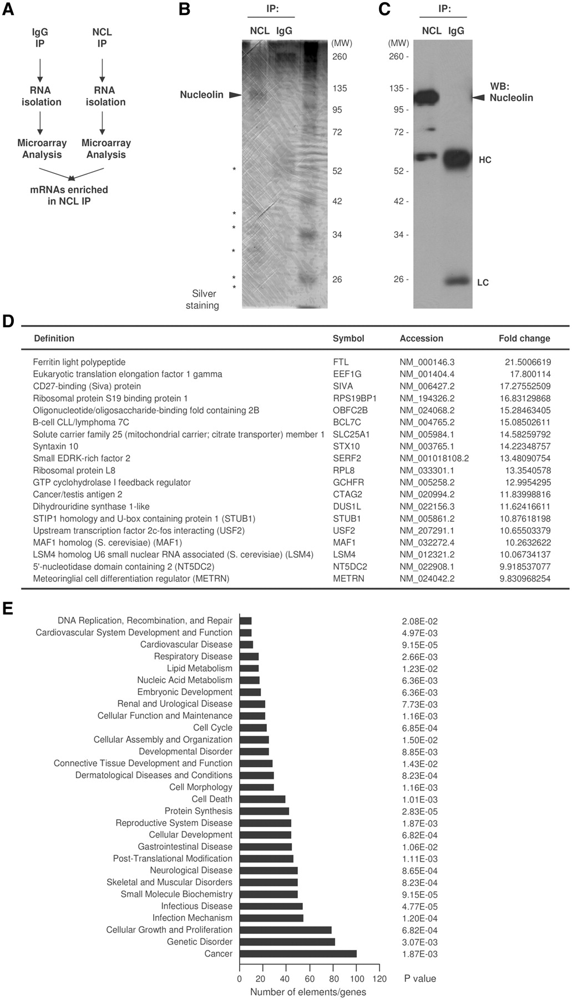 A
IgG
IP
NCL
IP
RNA
isolation
RNA
isolation
Microarray
Analysis
Microarray
Analysis
mRNAs enriched
in NCL IP
B
IP:
NCL IgG
(MW)
260
Nucleolin
135
95
72
*
52
*
42
*
34
*
*
26
*
Silver
staining
C
IP:
NCL IgG
(MW)
260 -
135 -
WB:
Nucleolin
95 -
72 -
HC
52 -
42 -
34 -
26 -
LC
D
Definition Symbol Accession Fold change
Ferritin light polypeptide FTL NM_000146.3 21.5006619
Eukaryotic translation elongation factor 1 gamma EEF1G NM_001404.4 17.800114
CD27-binding (Siva) protein SIVA NM_006427.2 17.27552509
Ribosomal protein S19 binding protein 1 RPS19BP1 NM_194326.2 16.83129868
Oligonucleotide/oligosaccharide-binding fold containing 2B OBFC2B NM_024068.2 15.28463405
B-cell CLL/lymphoma 7C BCL7C NM_004765.2 15.08502611
Solute carrier family 25 (mitochondrial carrier; citrate transporter) member 1 SLC25A1 NM_005984.1 14.58259792
Syntaxin 10 STX10 NM_003765.1 14.22348757
Small EDRK-rich factor 2 SERF2 NM_001018108.2 13.48090754
Ribosomal protein L8 RPL8 NM_033301.1 13.3540578
GTP cyclohydrolase I feedback regulator GCHFR NM_005258.2 12.9954295
Cancer/testis antigen 2 CTAG2 NM_020994.2 11.83998816
Dihydrouridine synthase 1-like DUS1L NM_022156.3 11.62416611
STIP1 homology and U-box containing protein 1 (STUB1) STUB1 NM_005861.2 10.87618198
Upstream transcription factor 2c-fos interacting (USF2) USF2 NM_207291.1 10.65503379
MAF1 homolog (S. cerevisiae) (MAF1) MAF1 NM_032272.4 10.2632622
LSM4 homolog U6 small nuclear RNA associated (S. cerevisiae) (LSM4) LSM4 NM_012321.2 10.06734137
5'-nucleotidase domain containing 2 (NT5DC2) NT5DC2 NM_022908.1 9.918537077
Meteoringlial cell differentiation regulator (METRN) METRN NM_024042.2 9.830968254
E
DNA Replication, Recombination, and Repair 2.08E-02
Cardiovascular System Development and Function 4.97E-03
Cardiovascular Disease 9.15E-05
Respiratory Disease 2.66E-03
Lipid Metabolism 1.23E-02
Nucleic Acid Metabolism 6.36E-03
Embryonic Development 6.36E-03
Renal and Urological Disease 7.73E-03
Cellular Function and Maintenance 1.16E-03
Cell Cycle 6.85E-04
Cellular Assembly and Organization 1.50E-02
Developmental Disorder 8.85E-03
Connective Tissue Development and Function 1.43E-02
Dermatological Diseases and Conditions 8.23E-04
Cell Morphology 1.16E-03
Cell Death 1.01E-03
Protein Synthesis 2.83E-05
Reproductive System Disease 1.87E-03
Cellular Development 6.82E-04
Gastrointestinal Disease 1.06E-02
Post-Translational Modification 1.11E-03
Neurological Disease 8.65E-04
Skeletal and Muscular Disorders 8.23E-04
Small Molecule Biochemistry 9.15E-05
Infectious Disease 4.77E-05
Infection Mechanism 1.20E-04
Cellular Growth and Proliferation 6.82E-04
Genetic Disorder 3.07E-03
Cancer 1.87E-03
0 20 40 60 80 100 120 P value
Number of elements/genes